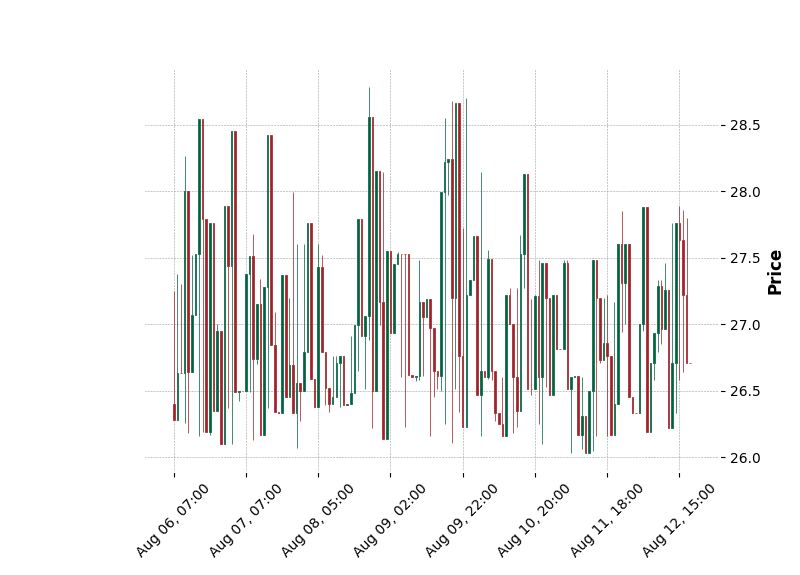 28.5
28.0
27.5
27.0
26.5
26.0
Price
Aug 06, 07:00
Aug 07, 07:00
Aug 08, 05:00
Aug 09, 02:00
Aug 09, 22:00
Aug 10, 20:00
Aug 11, 18:00
Aug 12, 15:00